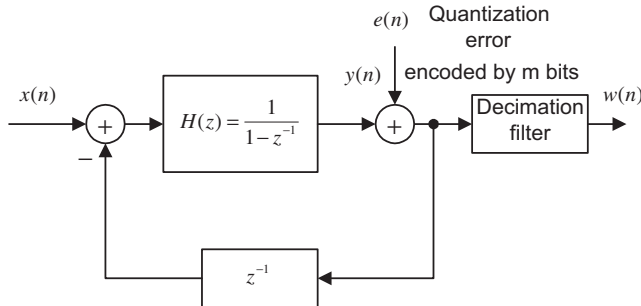 e(n) Quantization
error
y(n) encoded by m bits
x(n)
w(n)
+
H(z) = 1 / (1 − z⁻¹)
+
Decimation
filter
−
z⁻¹